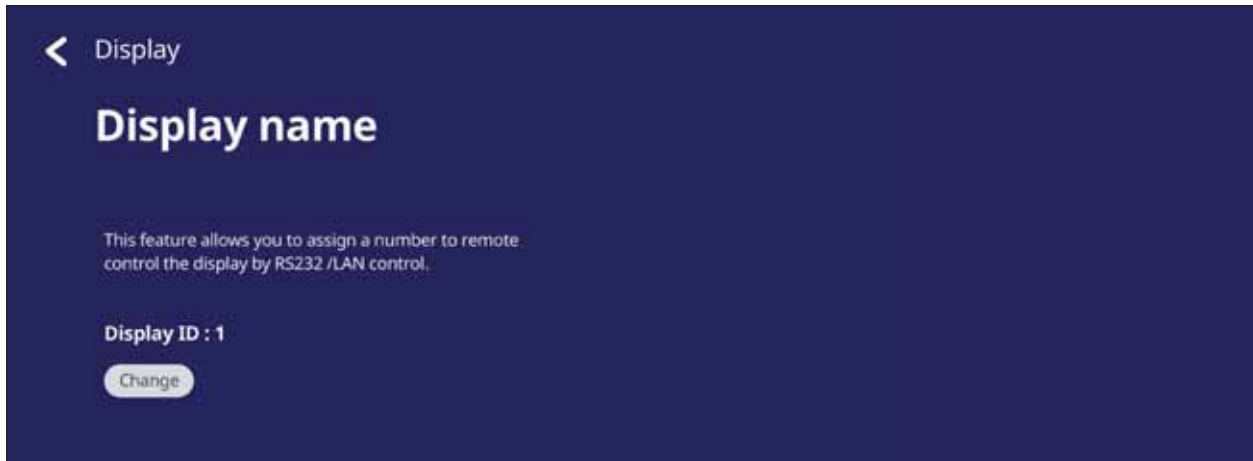 Display
Display name
This feature allows you to assign a number to remote
control the display by RS232 /LAN control.
Display ID : 1
Change